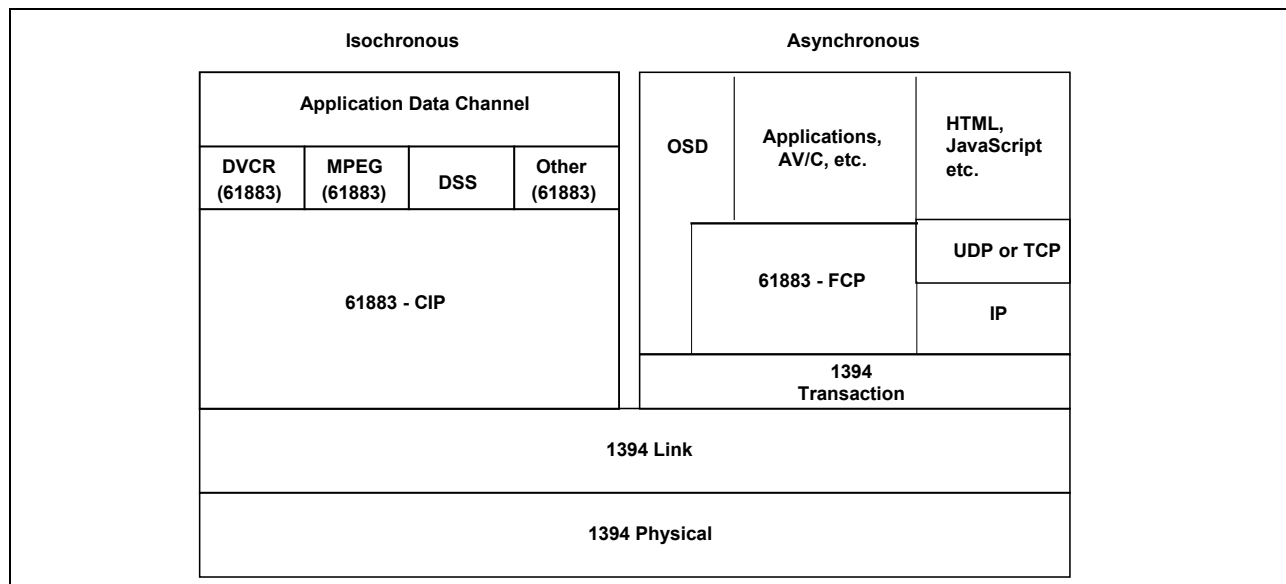 Isochronous
Asynchronous
Application Data Channel
DVCR
(61883)
MPEG
(61883)
DSS
Other
(61883)
61883 - CIP
OSD
Applications,
AV/C, etc.
HTML,
JavaScript
etc.
61883 - FCP
UDP or TCP
IP
1394
Transaction
1394 Link
1394 Physical